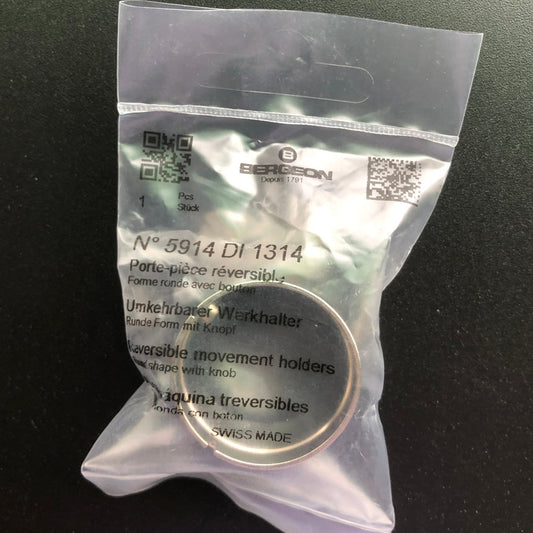 BERGEON
Depuis 1791
1
Pcs
Stück
N° 5914 DI 1314
Porte-pièce réversible
Forme ronde avec bouton
Umkehrbarer Werkhalter
Runde Form mit Knopf
Reversible movement holders
shape with knob
máquina treversibles
con botón
SWISS MADE